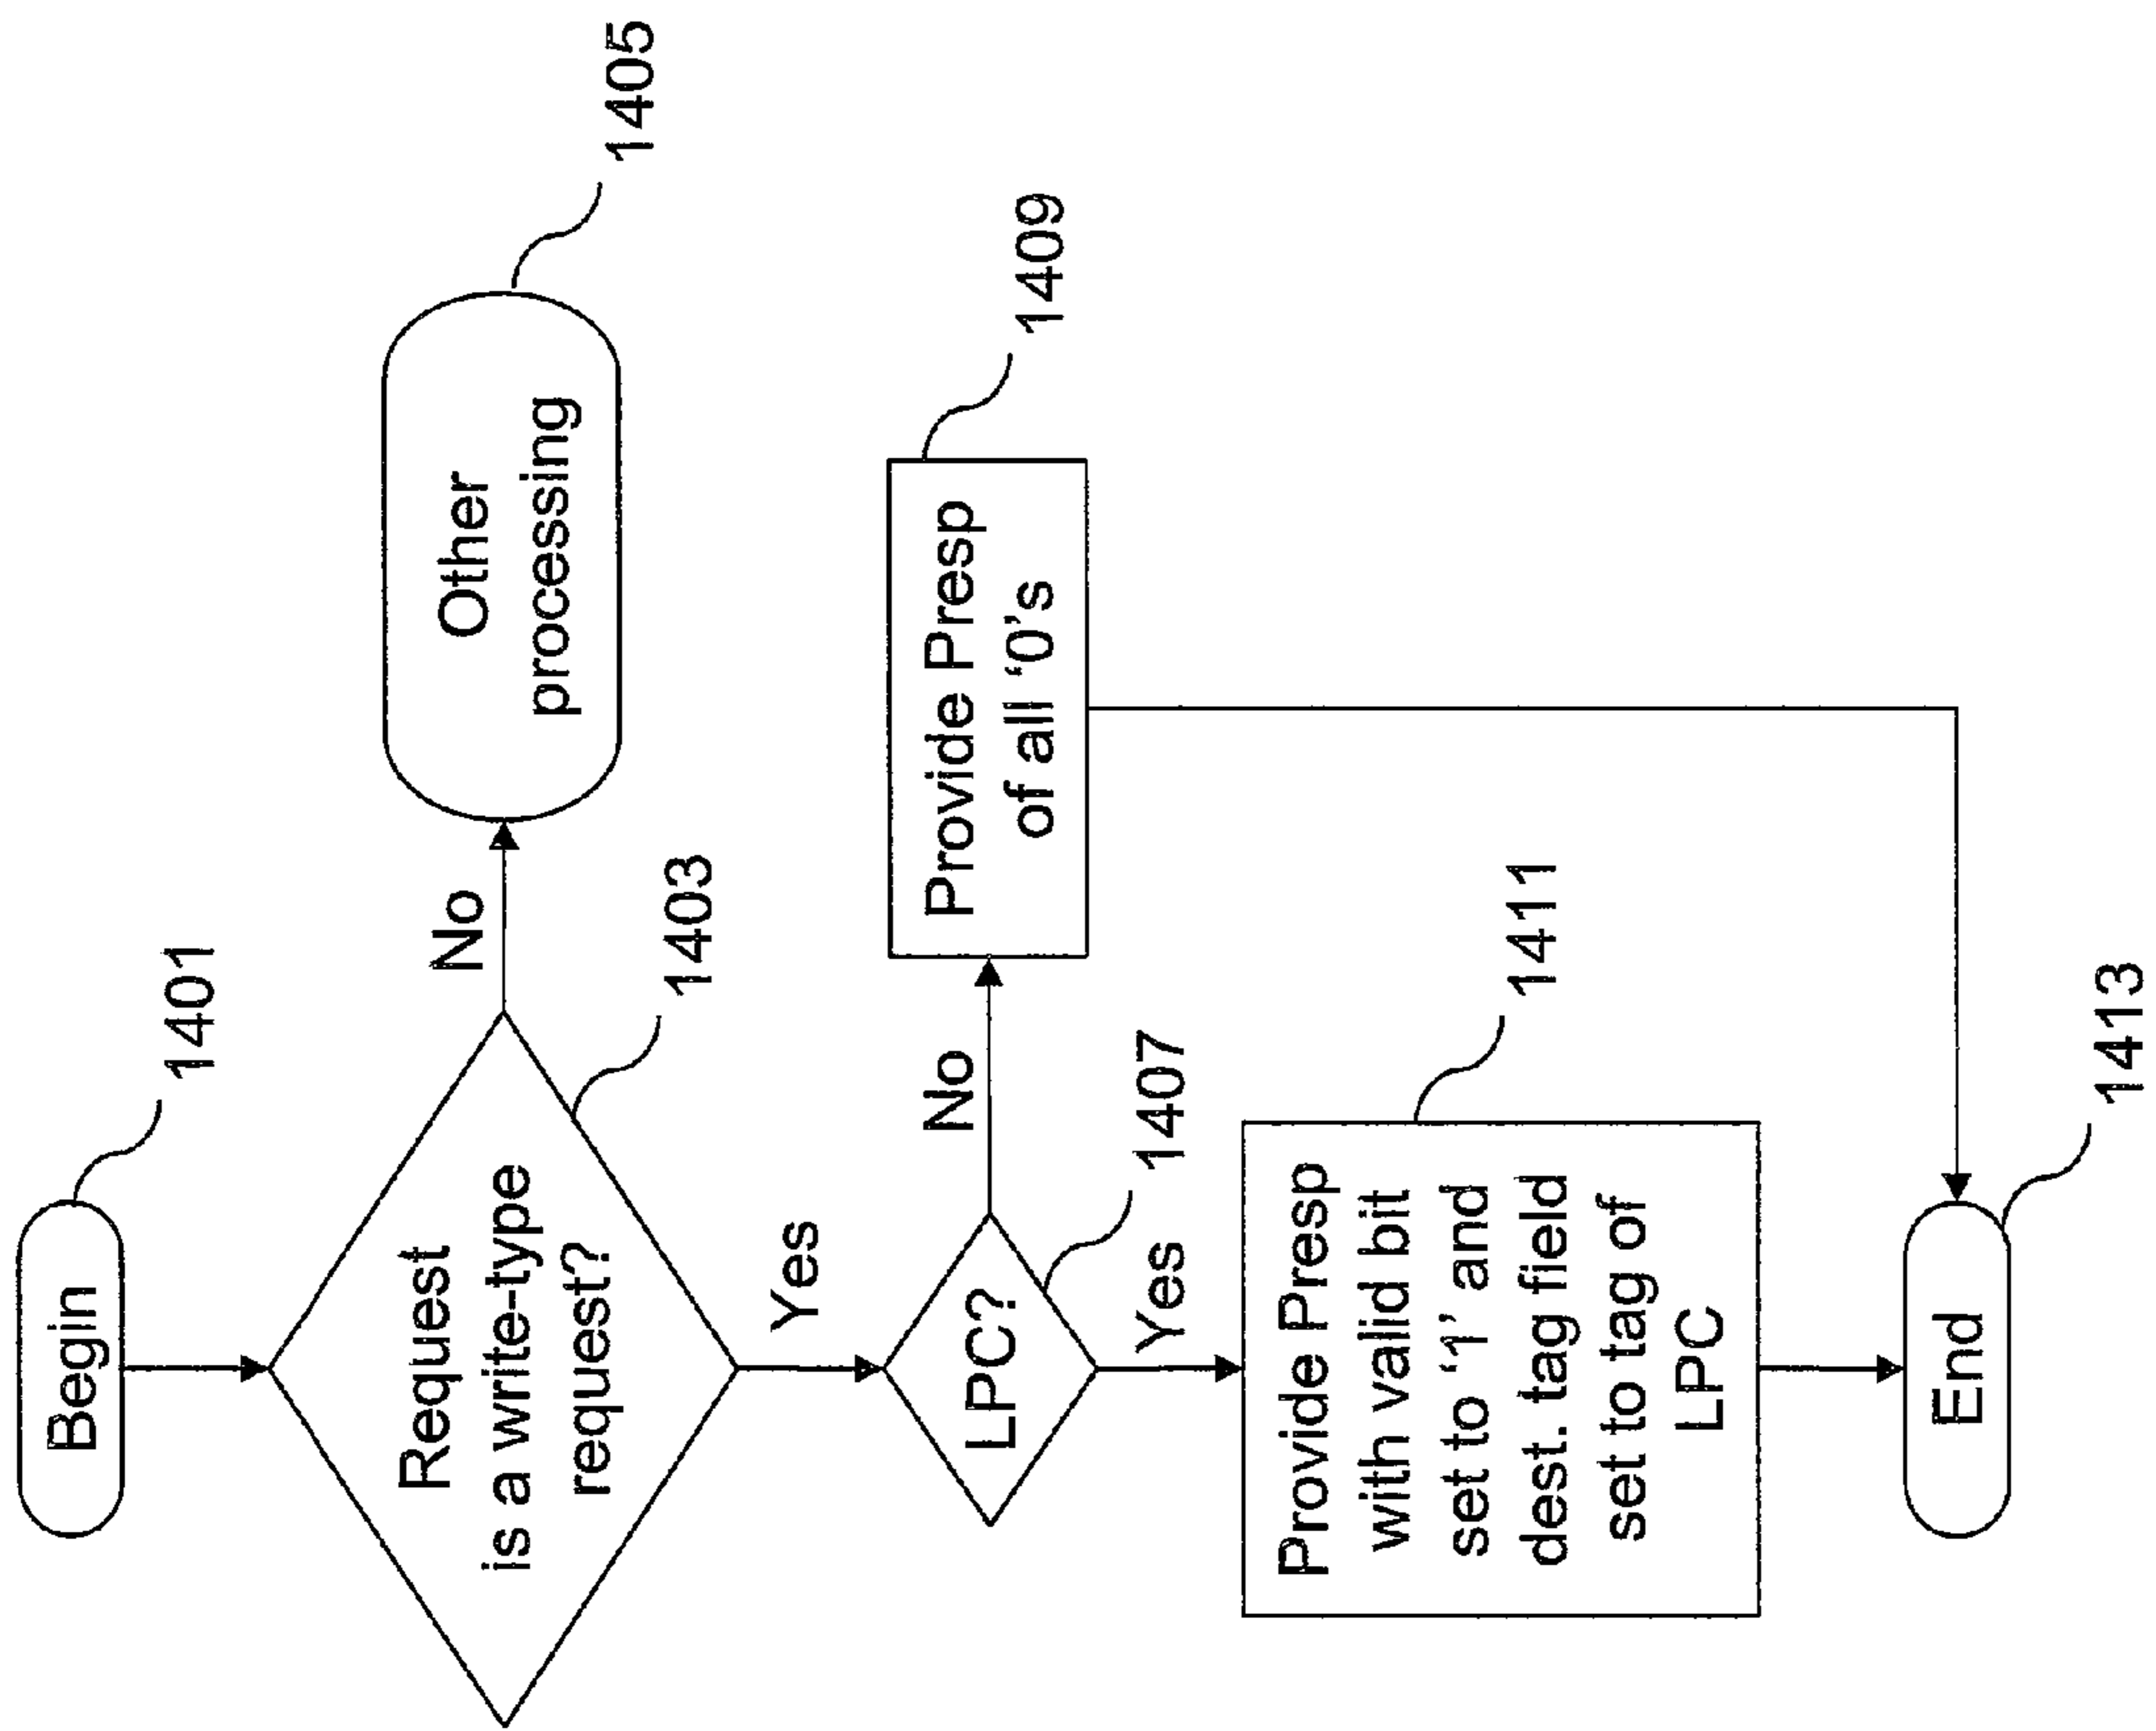 Begin
1401
Request
is a write-type
request?
1403
No
Other
processing
1405
Yes
LPC?
1407
No
Provide Presp
of all ‘0’s
1409
Yes
Provide Presp
with valid bit
set to ‘1’ and
dest. tag field
set to tag of
LPC
1411
End
1413